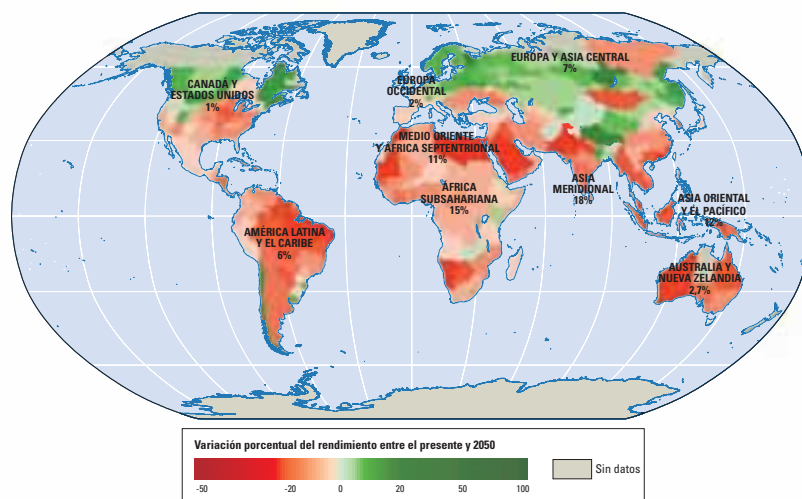 EUROPA Y ASIA CENTRAL
7%
CANADÁ Y
ESTADOS UNIDOS
1%
EUROPA
OCCIDENTAL
2%
MEDIO ORIENTE
Y ÁFRICA SEPTENTRIONAL
11%
ÁFRICA
SUBSAHARIANA
15%
ASIA
MERIDIONAL
18%
ASIA ORIENTAL
Y EL PACÍFICO
12%
AMÉRICA LATINA
Y EL CARIBE
6%
AUSTRALIA Y
NUEVA ZELANDIA
2,7%
Variación porcentual del rendimiento entre el presente y 2050
Sin datos
-50 -20 0 20 50 100